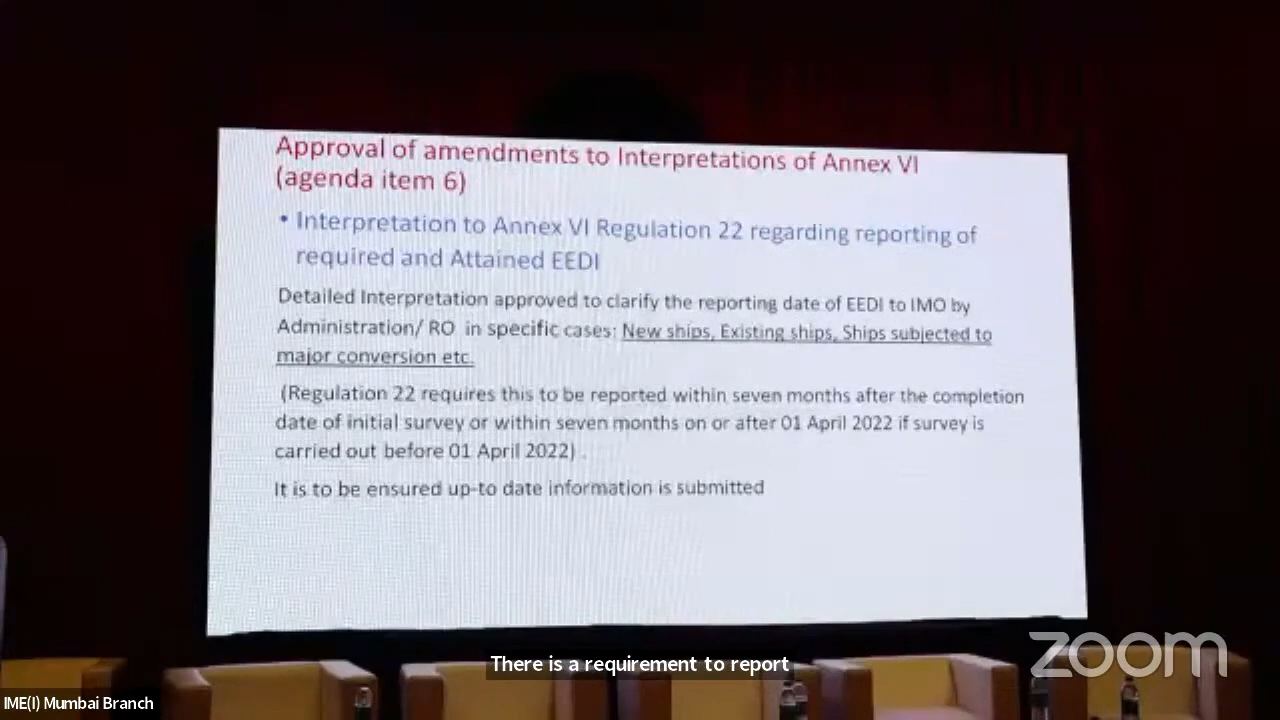 Approval of amendments to Interpretations of Annex VI
(agenda item 6)
• Interpretation to Annex VI Regulation 22 regarding reporting of
required and Attained EEDI
Detailed Interpretation approved to clarify the reporting date of EEDI to IMO by
Administration/ RO in specific cases: New ships, Existing ships, Ships subjected to
major conversion etc.
(Regulation 22 requires this to be reported within seven months after the completion
date of initial survey or within seven months on or after 01 April 2022 if survey is
carried out before 01 April 2022) .
It is to be ensured up-to date information is submitted
There is a requirement to report
zoom
IME(I) Mumbai Branch